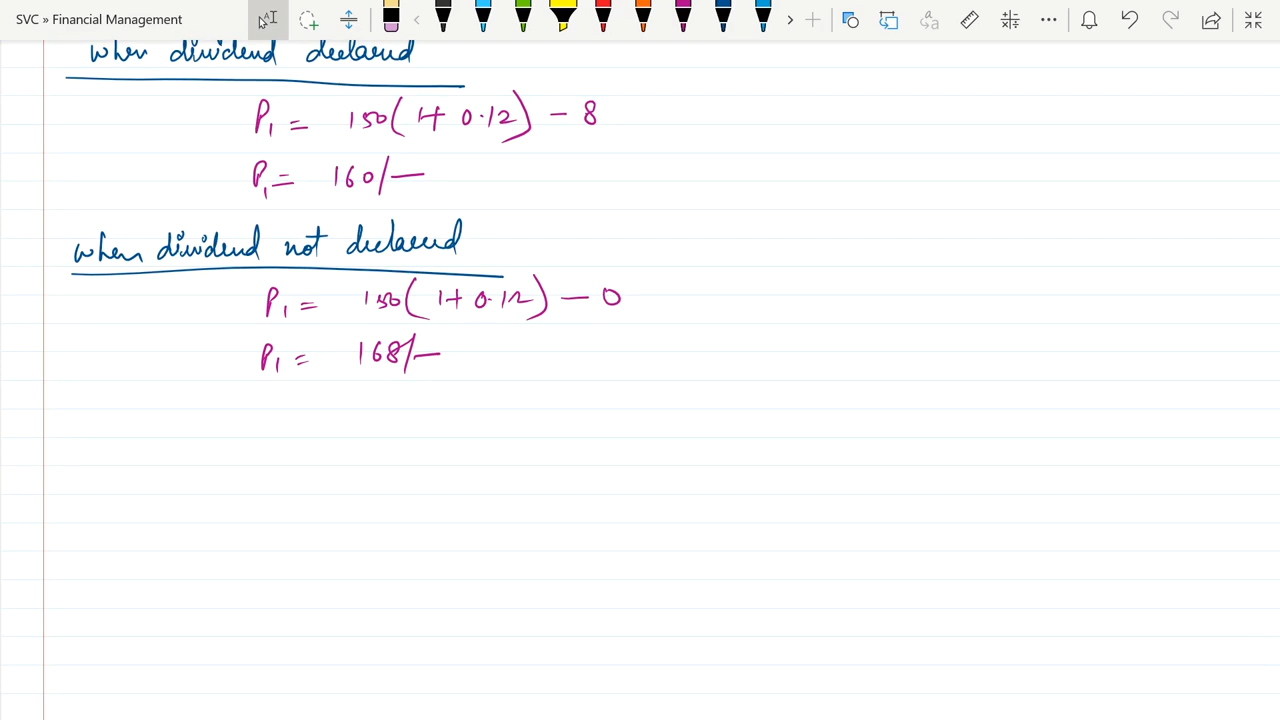 SVC » Financial Management
when dividend declared
P₁ = 150(1+0.12) - 8
P₁ = 160/-
when dividend not declared
P₁ = 150(1+0.12) - 0
P₁ = 168/-